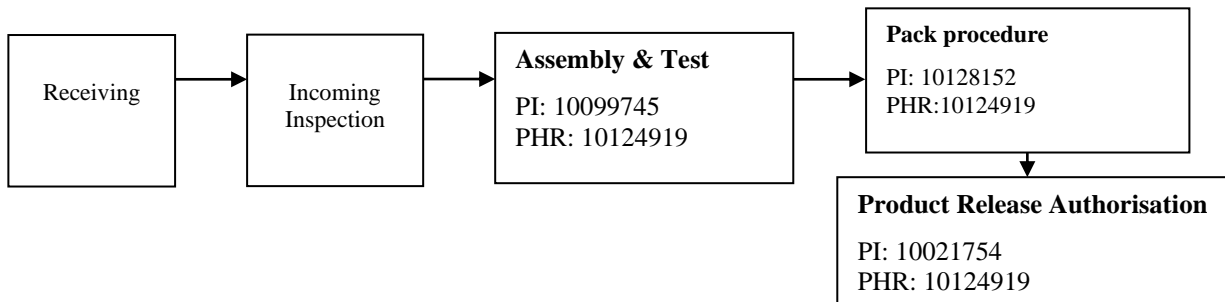 Receiving
Incoming
Inspection
Assembly & Test
PI: 10099745
PHR: 10124919
Pack procedure
PI: 10128152
PHR:10124919
Product Release Authorisation
PI: 10021754
PHR: 10124919